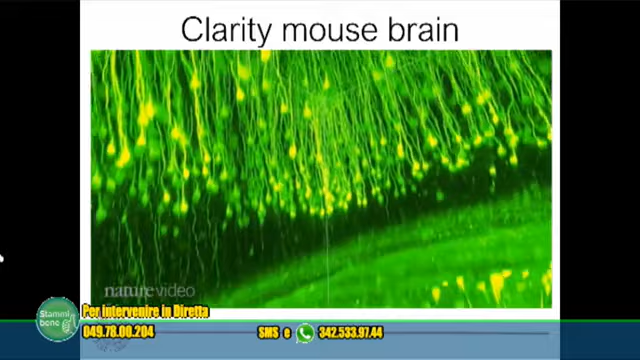 Clarity mouse brain
nature video
Stammi
bene
Per Intervenire in Diretta
049.78.00.204
SMS e 342.533.97.44